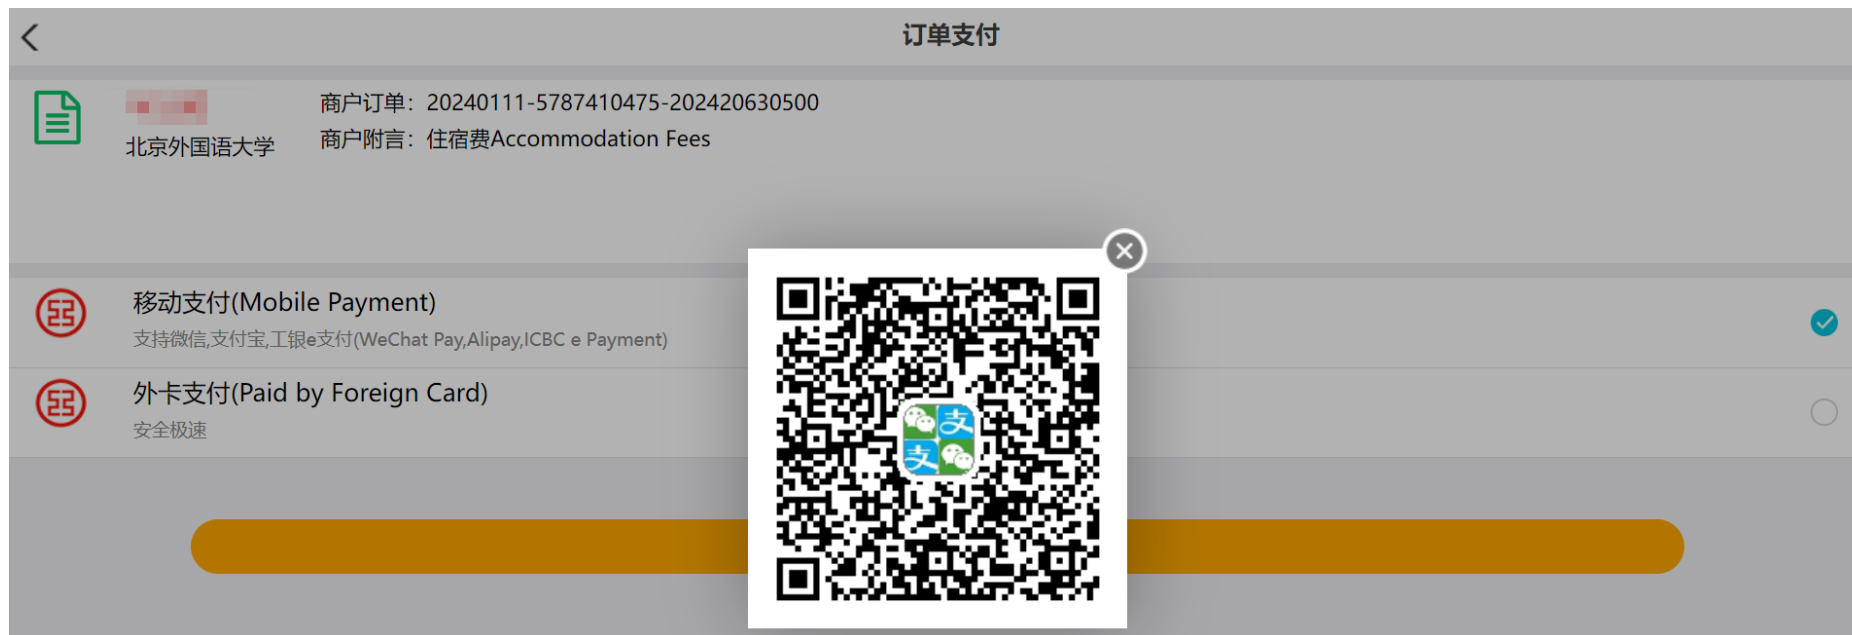 订单支付
北京外国语大学
商户订单：20240111-5787410475-202420630500
商户附言：住宿费Accommodation Fees
移动支付(Mobile Payment)
支持微信,支付宝,工银e支付(WeChat Pay,Alipay,ICBC e Payment)
外卡支付(Paid by Foreign Card)
安全极速
支
支